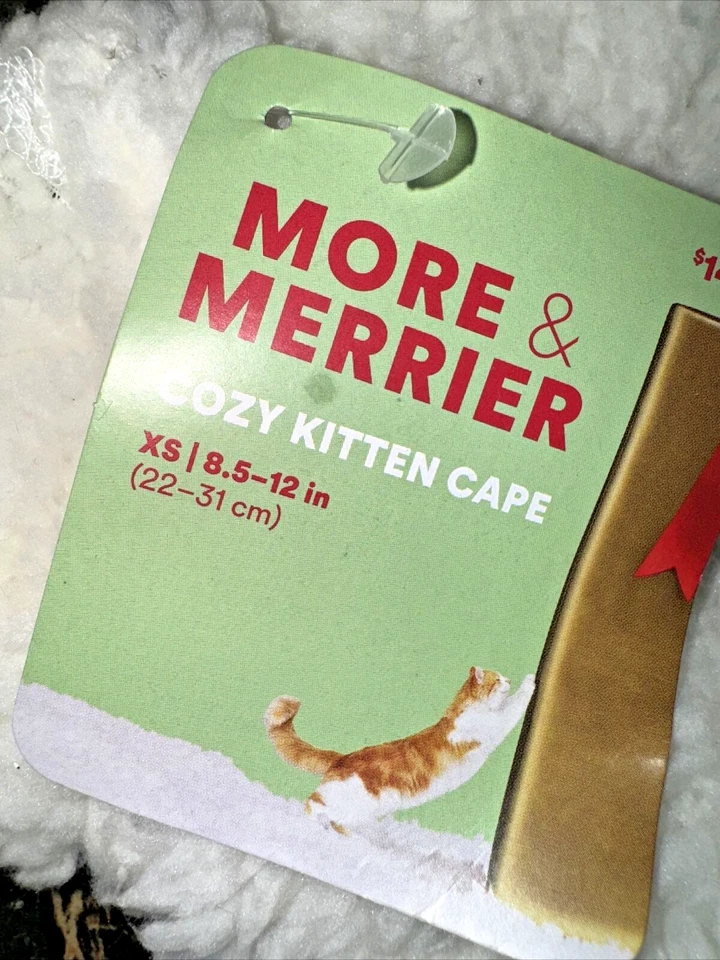 MORE &
MERRIER
COZY KITTEN CAPE
XS | 8.5–12 in
(22–31 cm)